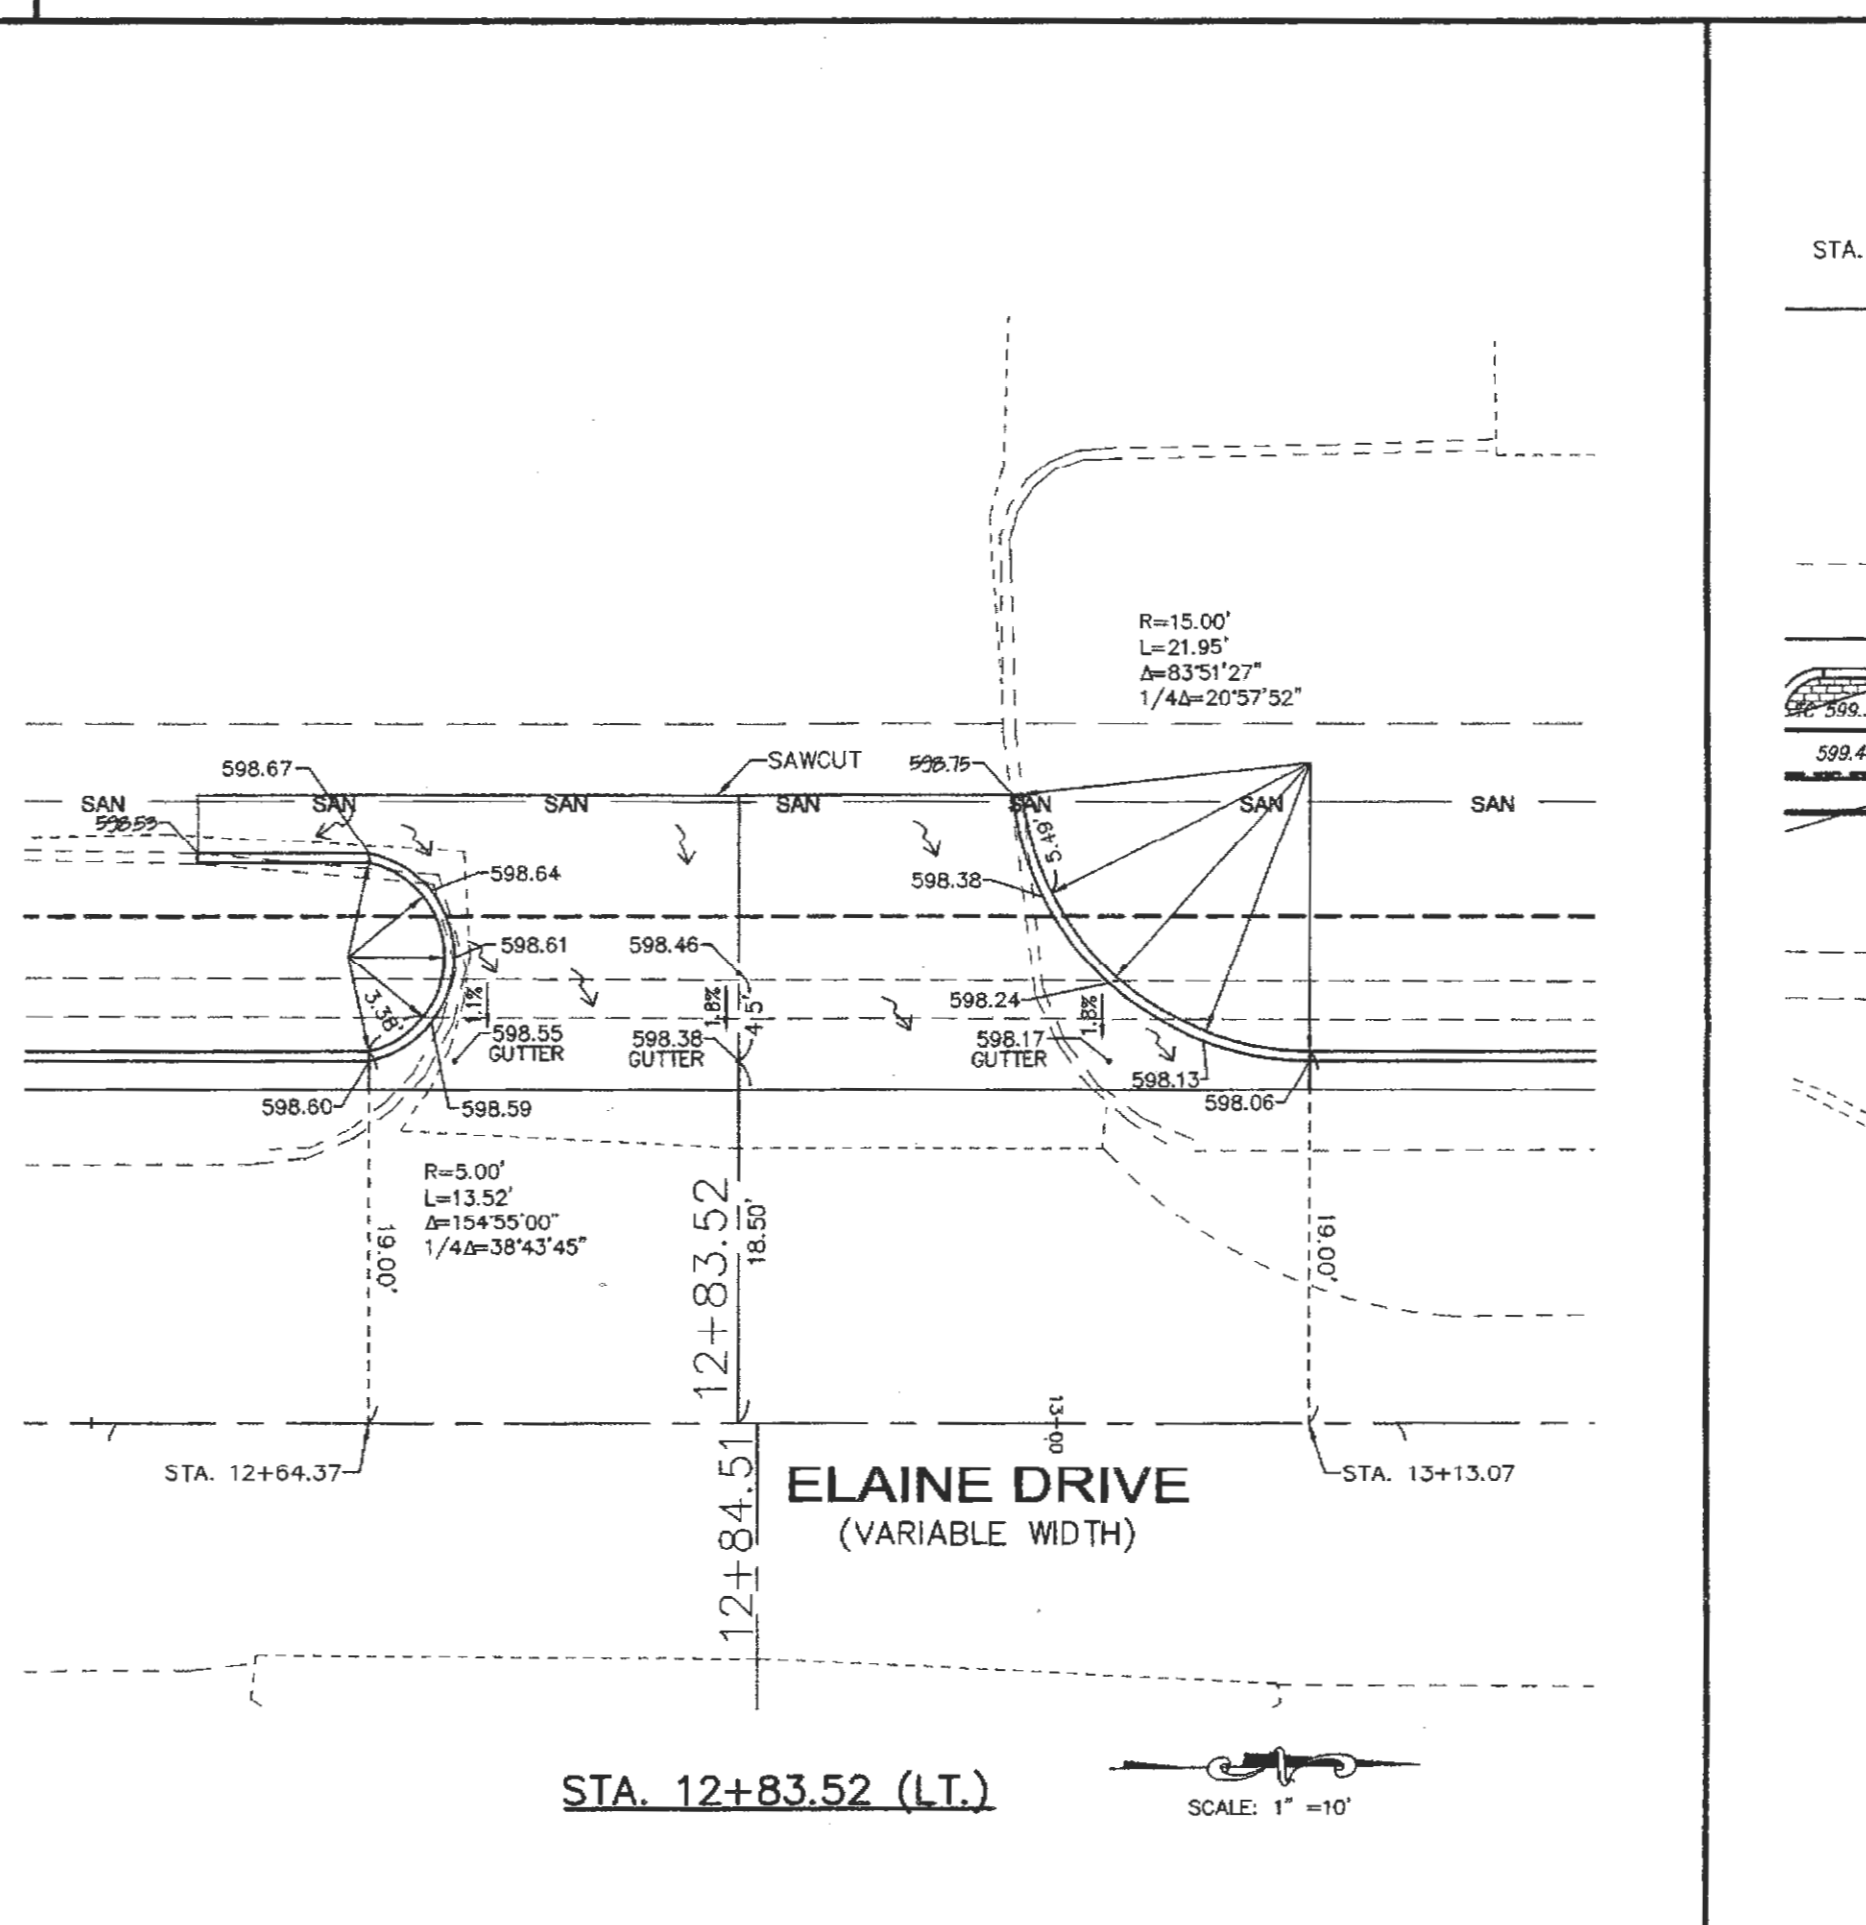 STA.
R=15.00'
L=21.95'
Δ=83°51'27"
1/4Δ=20°57'52"
598.67
SAWCUT
598.75
599.4
SAN SAN SAN SAN SAN SAN SAN
598.53
5.49'
598.64
598.38
598.61
598.46
3.38'
1.1%
1.8%
4.5'
598.24
1.8%
598.55
GUTTER
598.38
GUTTER
598.17
GUTTER
598.13
598.60
598.59
598.06
R=5.00'
L=13.52'
Δ=154°55'00"
1/4Δ=38°43'45"
19.00'
12+83.52
18.50'
19.00'
13+00
STA. 12+64.37
STA. 13+13.07
12+84.51
ELAINE DRIVE
(VARIABLE WIDTH)
STA. 12+83.52 (LT.)
SCALE: 1" =10'